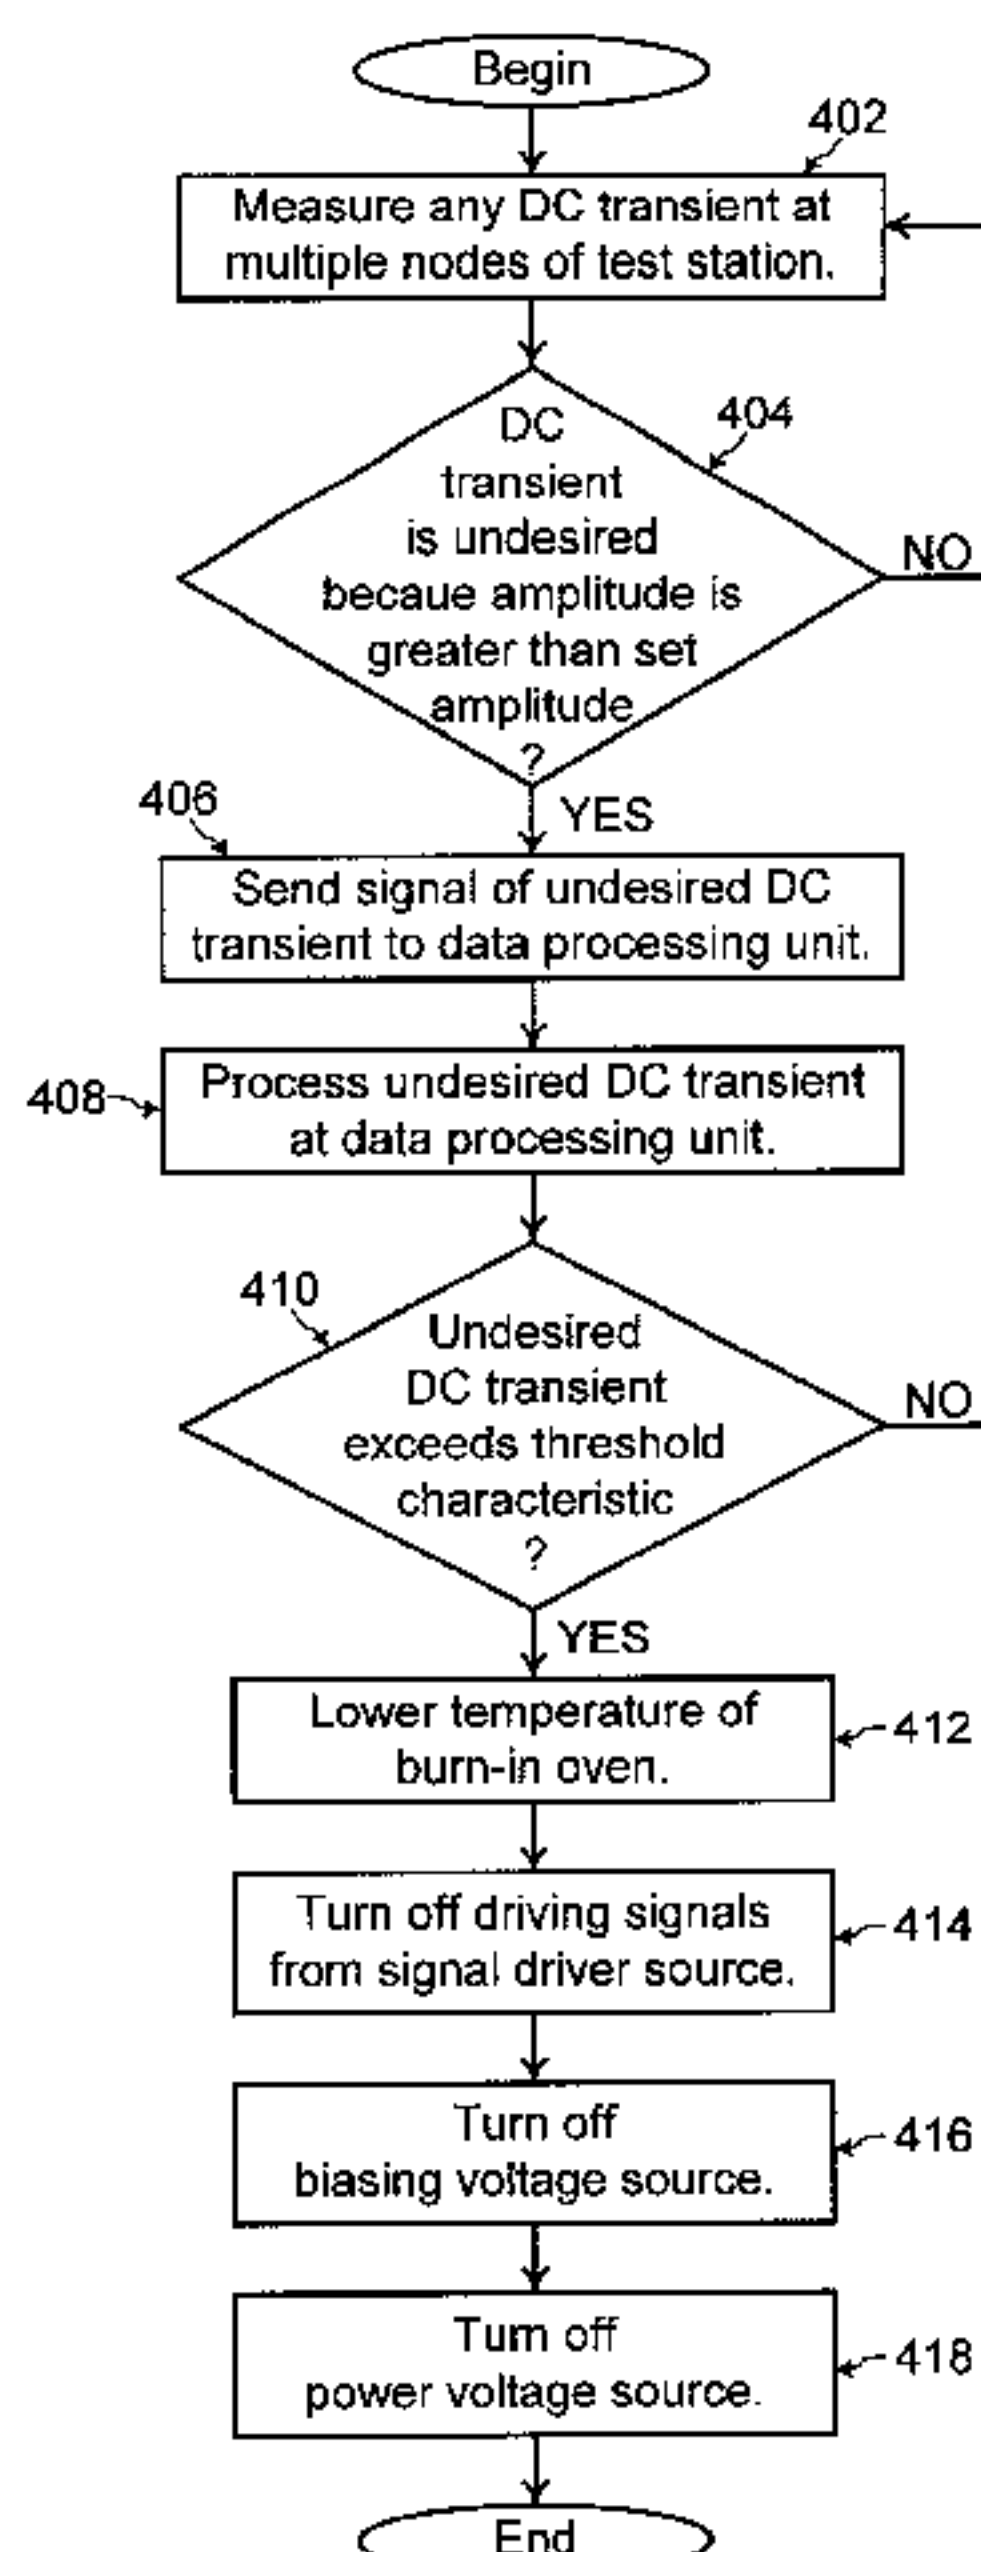 Begin
402
Measure any DC transient at
multiple nodes of test station.
404
DC
transient
is undesired
becaue amplitude is
greater than set
amplitude
?
NO
YES
406
Send signal of undesired DC
transient to data processing unit.
408
Process undesired DC transient
at data processing unit.
410
Undesired
DC transient
exceeds threshold
characteristic
?
NO
YES
Lower temperature of
burn-in oven.
412
Turn off driving signals
from signal driver source.
414
Turn off
biasing voltage source.
416
Turn off
power voltage source.
418
End